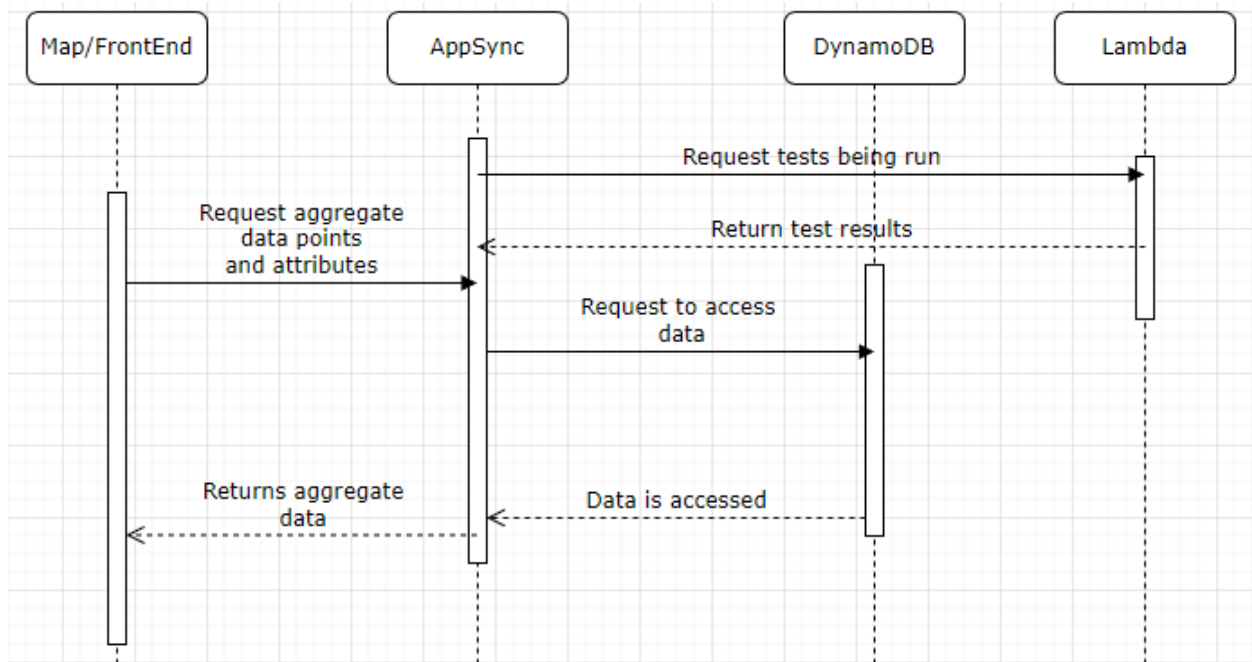 Map/FrontEnd
AppSync
DynamoDB
Lambda
Request tests being run
Request aggregate
data points
and attributes
Return test results
Request to access
data
Returns aggregate
data
Data is accessed